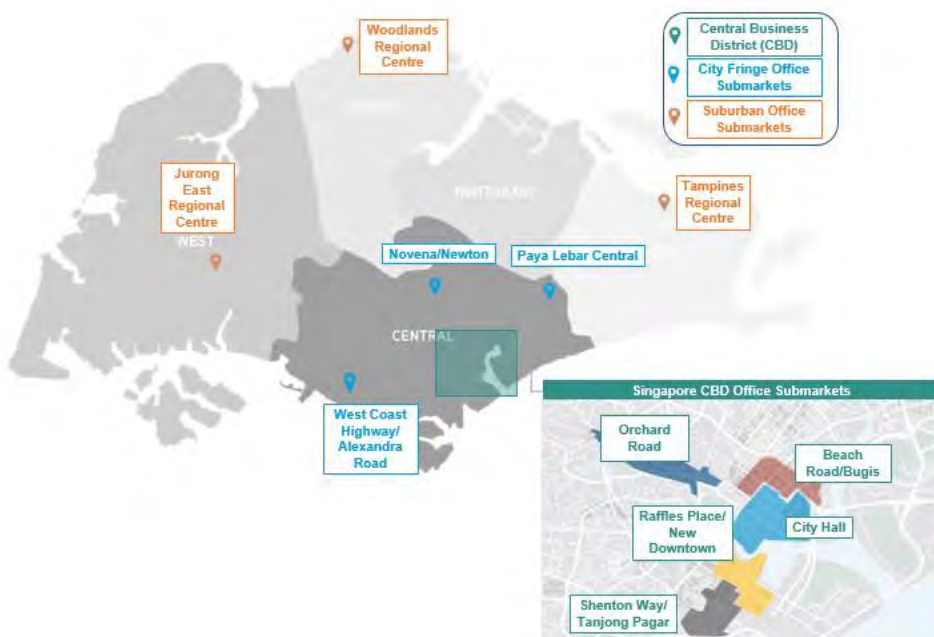 Woodlands
Regional
Centre
Central Business
District (CBD)
City Fringe Office
Submarkets
Suburban Office
Submarkets
Jurong
East
Regional
Centre
WEST
Tampines
Regional
Centre
Novena/Newton
Paya Lebar Central
CENTRAL
West Coast
Highway/
Alexandra
Road
Singapore CBD Office Submarkets
Orchard
Road
Beach
Road/Bugis
Raffles Place/
New
Downtown
City Hall
Shenton Way/
Tanjong Pagar